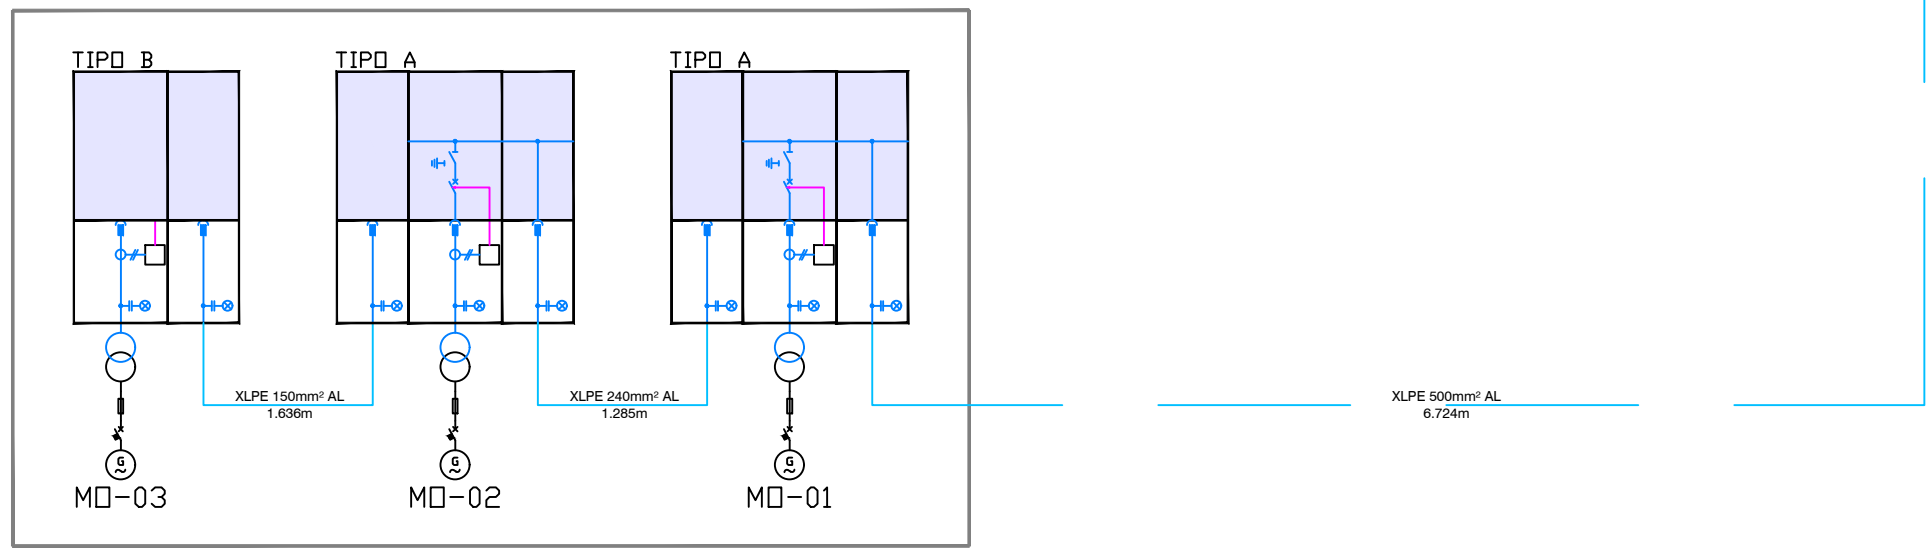 TIPO B
TIPO A
TIPO A
XLPE 150mm² AL
1.636m
XLPE 240mm² AL
1.285m
XLPE 500mm² AL
6.724m
G
G
G
MO-03
MO-02
MO-01